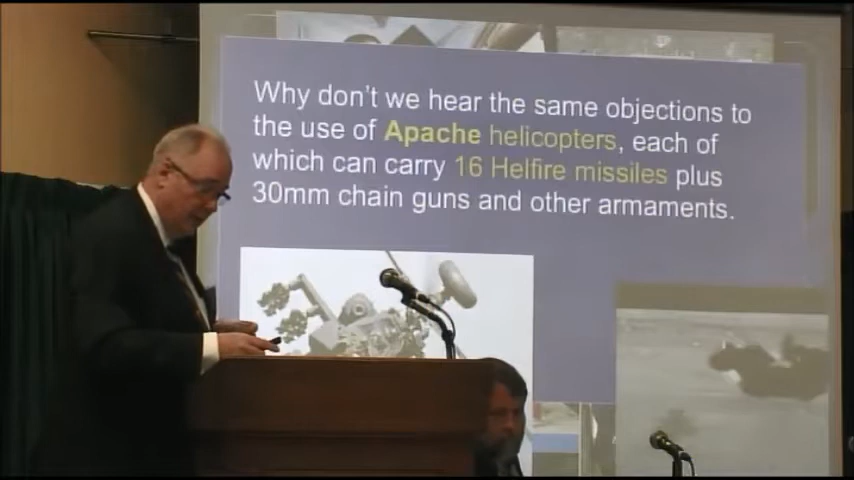 Why don't we hear the same objections to
the use of Apache helicopters, each of
which can carry 16 Helfire missiles plus
30mm chain guns and other armaments.